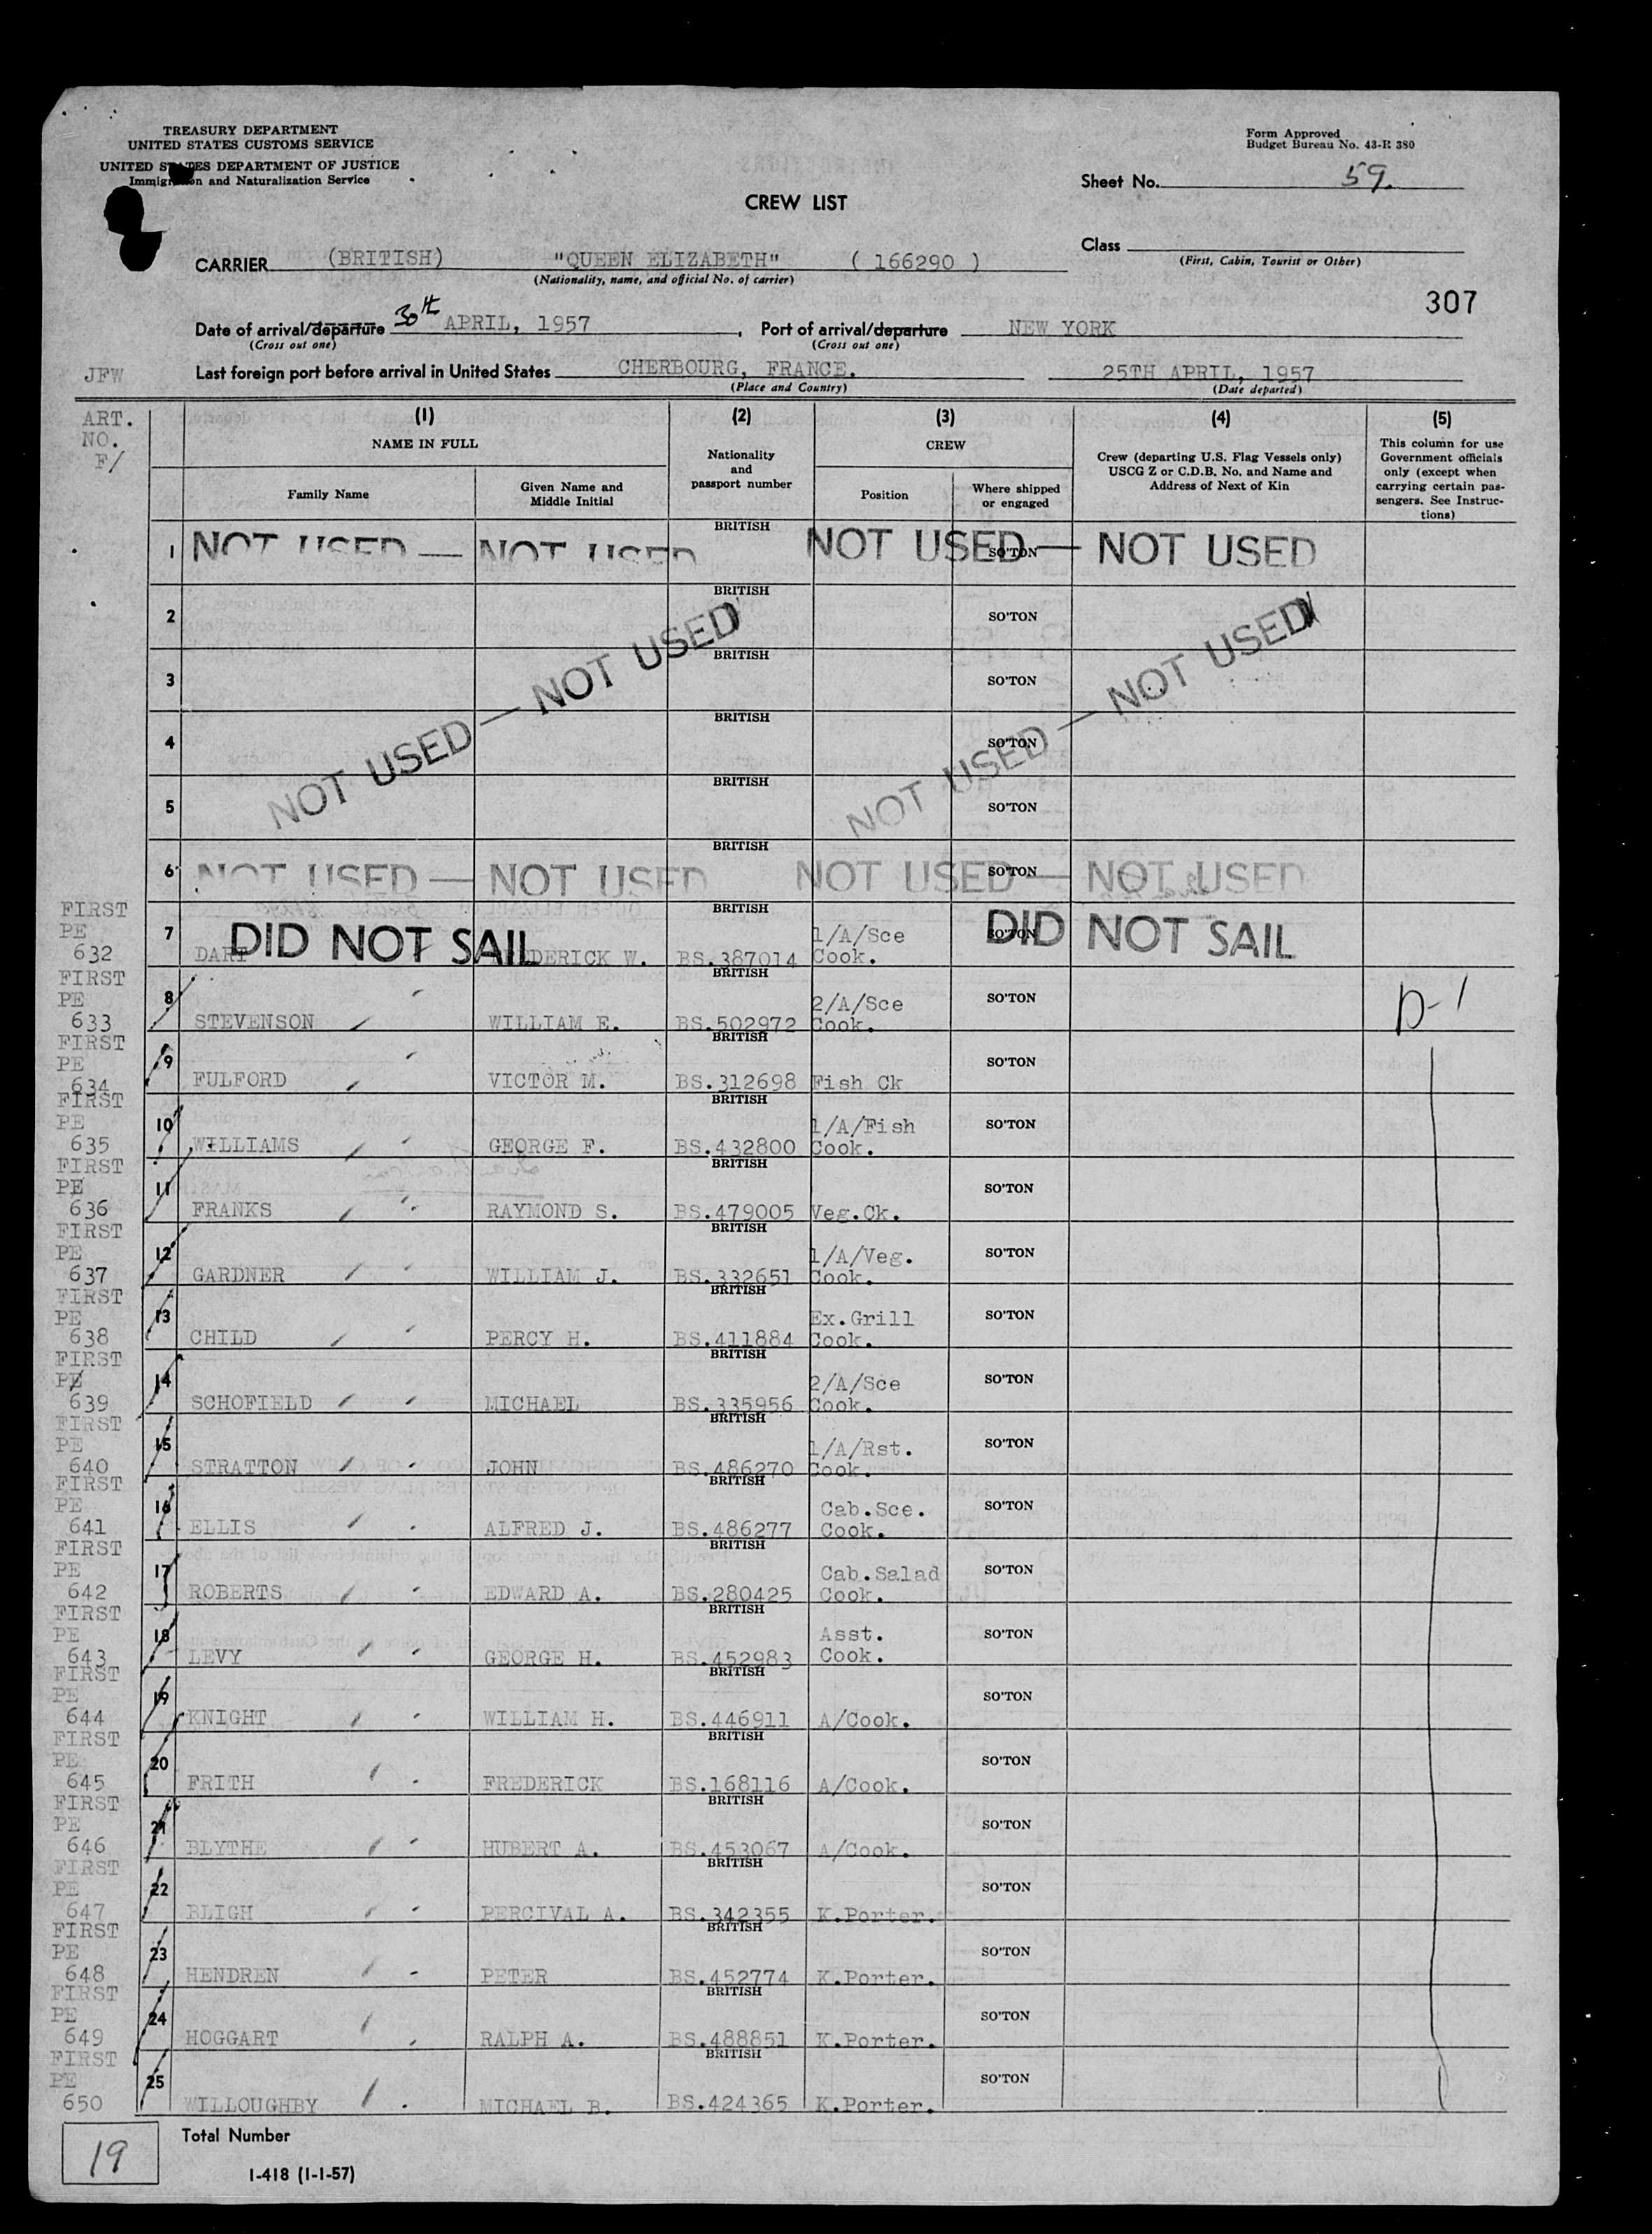 TREASURY DEPARTMENT
UNITED STATES CUSTOMS SERVICE
UNITED STATES DEPARTMENT OF JUSTICE
Immigration and Naturalization Service
Form Approved
Budget Bureau No. 43-R 380
Sheet No. 59.
CREW LIST
Class
(First, Cabin, Tourist or Other)
CARRIER (BRITISH) "QUEEN ELIZABETH" ( 166290 )
(Nationality, name, and official No. of carrier)
307
Date of arrival/departure 30th APRIL, 1957, Port of arrival/departure NEW YORK
(Cross out one) (Cross out one)
JFW
Last foreign port before arrival in United States CHERBOURG, FRANCE. 25TH APRIL, 1957
(Place and Country) (Date departed)
ART.
NO.
F/
(1) (2) (3) (4) (5)
NAME IN FULL
Nationality
and
passport number
CREW
Crew (departing U.S. Flag Vessels only)
USCG Z or C.D.B. No. and Name and
Address of Next of Kin
This column for use
Government officials
only (except when
carrying certain pas-
sengers. See Instruc-
tions)
Family Name
Given Name and
Middle Initial
Position
Where shipped
or engaged
BRITISH
1 NOT USED — NOT USED NOT USED — NOT USED SO'TON
BRITISH
2 SO'TON
BRITISH
3 SO'TON
NOT USED — NOT USED NOT USED — NOT USED
BRITISH
4 SO'TON
BRITISH
5 SO'TON
BRITISH
6 NOT USED — NOT USED NOT USED — NOT USED SO'TON
FIRST BRITISH
PE 7 DID NOT SAIL 1/A/Sce SO'TON DID NOT SAIL
632 DERICK W. BS.387014 Cook.
FIRST BRITISH
PE 8 2/A/Sce SO'TON D-1
633 STEVENSON WILLIAM E. BS.502972 Cook.
FIRST BRITISH
PE 9 SO'TON
634 FULFORD VICTOR M. BS.312698 Fish Ck
FIRST BRITISH
PE 10 1/A/Fish SO'TON
635 WILLIAMS GEORGE F. BS.432800 Cook.
FIRST BRITISH
PE 11 SO'TON
636 FRANKS RAYMOND S. BS.479005 Veg.Ck.
FIRST BRITISH
PE 12 1/A/Veg. SO'TON
637 GARDNER WILLIAM J. BS.332651 Cook.
FIRST BRITISH
PE 13 Ex.Grill SO'TON
638 CHILD PERCY H. BS.411884 Cook.
FIRST BRITISH
PE 14 2/A/Sce SO'TON
639 SCHOFIELD MICHAEL BS.335956 Cook.
FIRST BRITISH
PE 15 1/A/Rst. SO'TON
640 STRATTON JOHN BS.486270 Cook.
FIRST BRITISH
PE 16 Cab.Sce. SO'TON
641 ELLIS ALFRED J. BS.486277 Cook.
FIRST BRITISH
PE 17 Cab.Salad SO'TON
642 ROBERTS EDWARD A. BS.280425 Cook.
FIRST BRITISH
PE 18 Asst. SO'TON
643 LEVY GEORGE H. BS.452983 Cook.
FIRST BRITISH
PE 19 SO'TON
644 KNIGHT WILLIAM H. BS.446911 A/Cook.
FIRST BRITISH
PE 20 SO'TON
645 FRITH FREDERICK BS.168116 A/Cook.
FIRST BRITISH
PE 21 SO'TON
646 BLYTHE HUBERT A. BS.453067 A/Cook.
FIRST BRITISH
PE 22 SO'TON
647 BLIGH PERCIVAL A. BS.342355 K.Porter.
FIRST BRITISH
PE 23 SO'TON
648 HENDREN PETER BS.452774 K.Porter.
FIRST BRITISH
PE 24 SO'TON
649 HOGGART RALPH A. BS.488851 K.Porter.
FIRST BRITISH
PE 25 SO'TON
650 WILLOUGHBY MICHAEL B. BS.424365 K.Porter.
19 Total Number
I-418 (1-1-57)